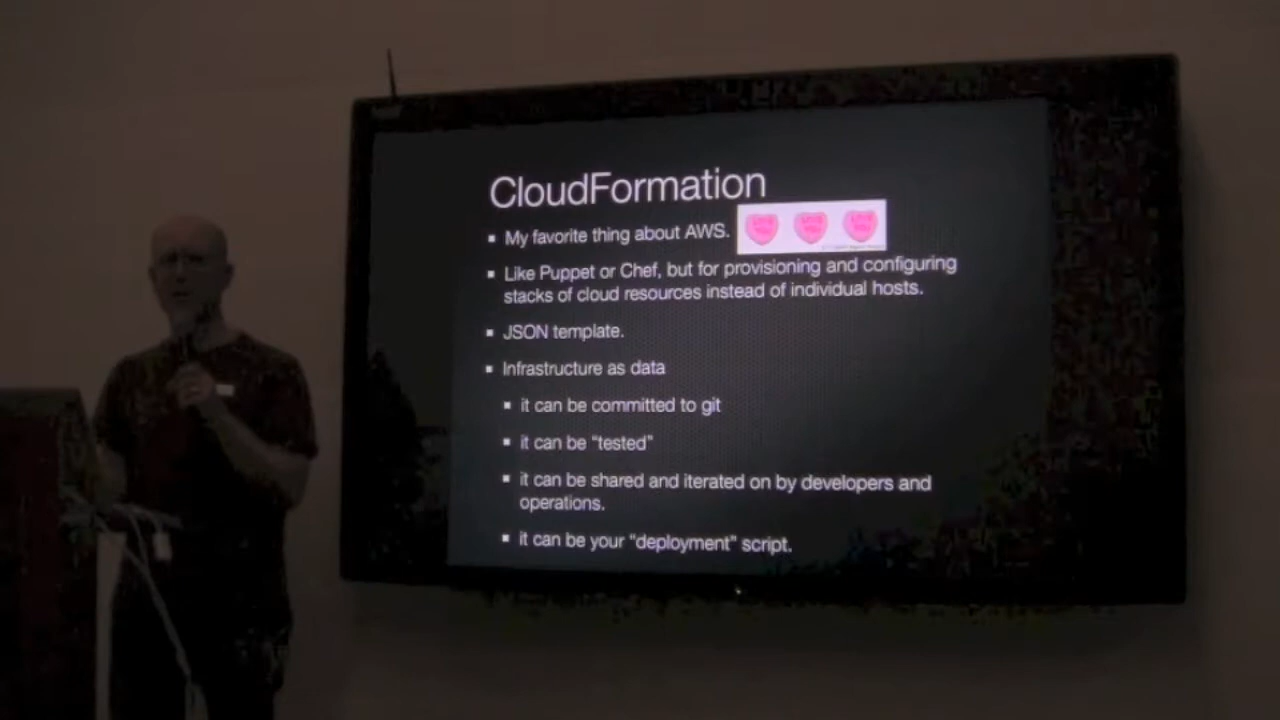 CloudFormation
My favorite thing about AWS.
Like Puppet or Chef, but for provisioning and configuring
stacks of cloud resources instead of individual hosts.
JSON template.
Infrastructure as data
it can be committed to git
it can be “tested”
it can be shared and iterated on by developers and
operations.
it can be your “deployment” script.